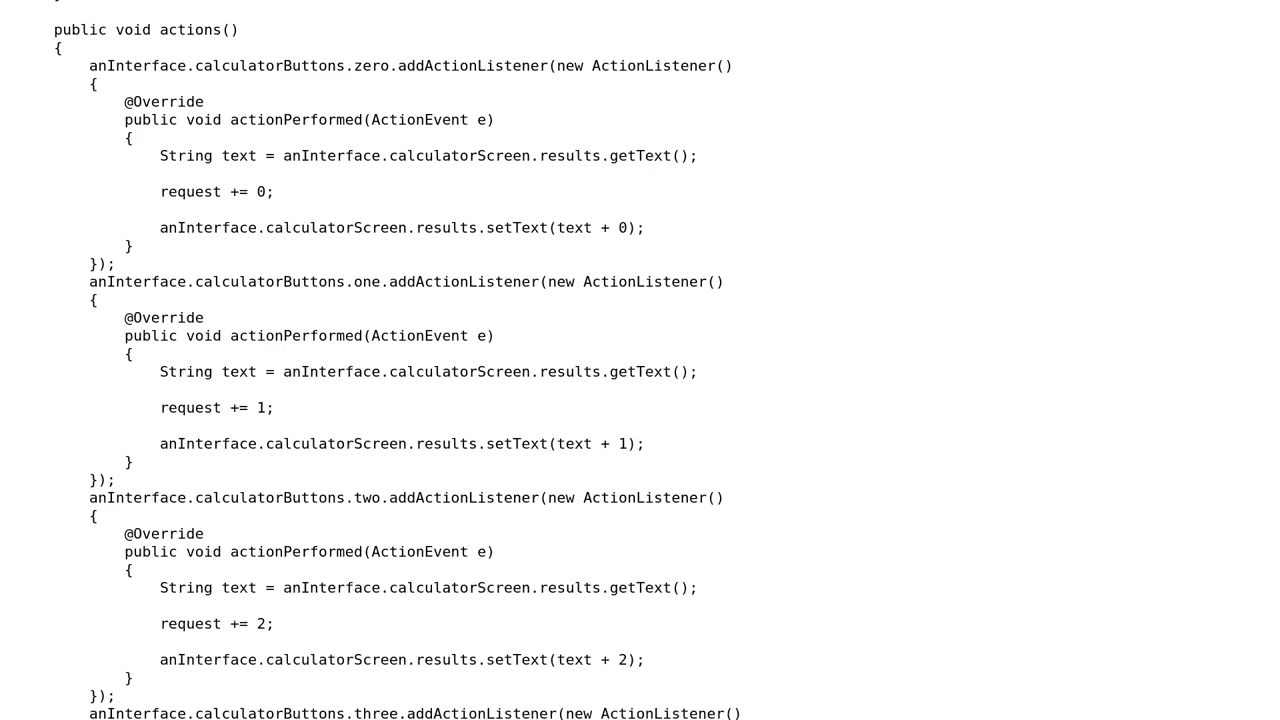 public void actions()
{
anInterface.calculatorButtons.zero.addActionListener(new ActionListener()
{
@Override
public void actionPerformed(ActionEvent e)
{
String text = anInterface.calculatorScreen.results.getText();
request += 0;
anInterface.calculatorScreen.results.setText(text + 0);
}
});
anInterface.calculatorButtons.one.addActionListener(new ActionListener()
{
@Override
public void actionPerformed(ActionEvent e)
{
String text = anInterface.calculatorScreen.results.getText();
request += 1;
anInterface.calculatorScreen.results.setText(text + 1);
}
});
anInterface.calculatorButtons.two.addActionListener(new ActionListener()
{
@Override
public void actionPerformed(ActionEvent e)
{
String text = anInterface.calculatorScreen.results.getText();
request += 2;
anInterface.calculatorScreen.results.setText(text + 2);
}
});
anInterface.calculatorButtons.three.addActionListener(new ActionListener()